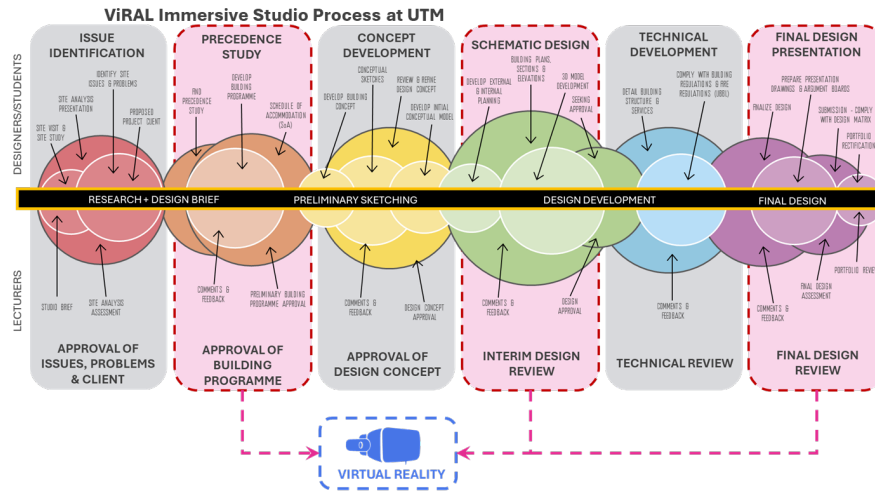 ViRAL Immersive Studio Process at UTM
DESIGNERS/STUDENTS
LECTURERS
ISSUE
IDENTIFICATION
IDENTIFY SITE
ISSUES & PROBLEMS
SITE ANALYSIS
PRESENTATION
SITE VISIT &
SITE STUDY
PROPOSED
PROJECT CLIENT
STUDIO BRIEF
SITE ANALYSIS
ASSESSMENT
APPROVAL OF
ISSUES, PROBLEMS
& CLIENT
PRECEDENCE
STUDY
FIND
PRECEDENCE
STUDY
DEVELOP
BUILDING
PROGRAMME
SCHEDULE OF
ACCOMMODATION
(SoA)
COMMENTS &
FEEDBACK
PRELIMINARY BUILDING
PROGRAMME APPROVAL
APPROVAL OF
BUILDING
PROGRAMME
CONCEPT
DEVELOPMENT
DEVELOP BUILDING
CONCEPT
CONCEPTUAL
SKETCHES
REVIEW & REFINE
DESIGN CONCEPT
DEVELOP INITIAL
CONCEPTUAL MODEL
COMMENTS &
FEEDBACK
DESIGN CONCEPT
APPROVAL
APPROVAL OF
DESIGN CONCEPT
SCHEMATIC DESIGN
BUILDING PLANS,
SECTIONS &
ELEVATIONS
DEVELOP EXTERNAL
& INTERNAL
PLANNING
3D MODEL
DEVELOPMENT
SEEKING
APPROVAL
COMMENTS &
FEEDBACK
DESIGN
APPROVAL
INTERIM DESIGN
REVIEW
TECHNICAL
DEVELOPMENT
DETAIL BUILDING
STRUCTURE &
SERVICES
COMPLY WITH BUILDING
REGULATIONS & FIRE
REGULATIONS (UBBL)
COMMENTS &
FEEDBACK
TECHNICAL REVIEW
FINAL DESIGN
PRESENTATION
PREPARE PRESENTATION
DRAWINGS & ARGUMENT BOARDS
FINALIZE DESIGN
SUBMISSION - COMPLY
WITH DESIGN MATRIX
PORTFOLIO
RECTIFICATION
COMMENTS &
FEEDBACK
FINAL DESIGN
ASSESSMENT
PORTFOLIO REVIE
FINAL DESIGN
REVIEW
RESEARCH + DESIGN BRIEF
PRELIMINARY SKETCHING
DESIGN DEVELOPMENT
FINAL DESIGN
VIRTUAL REALITY